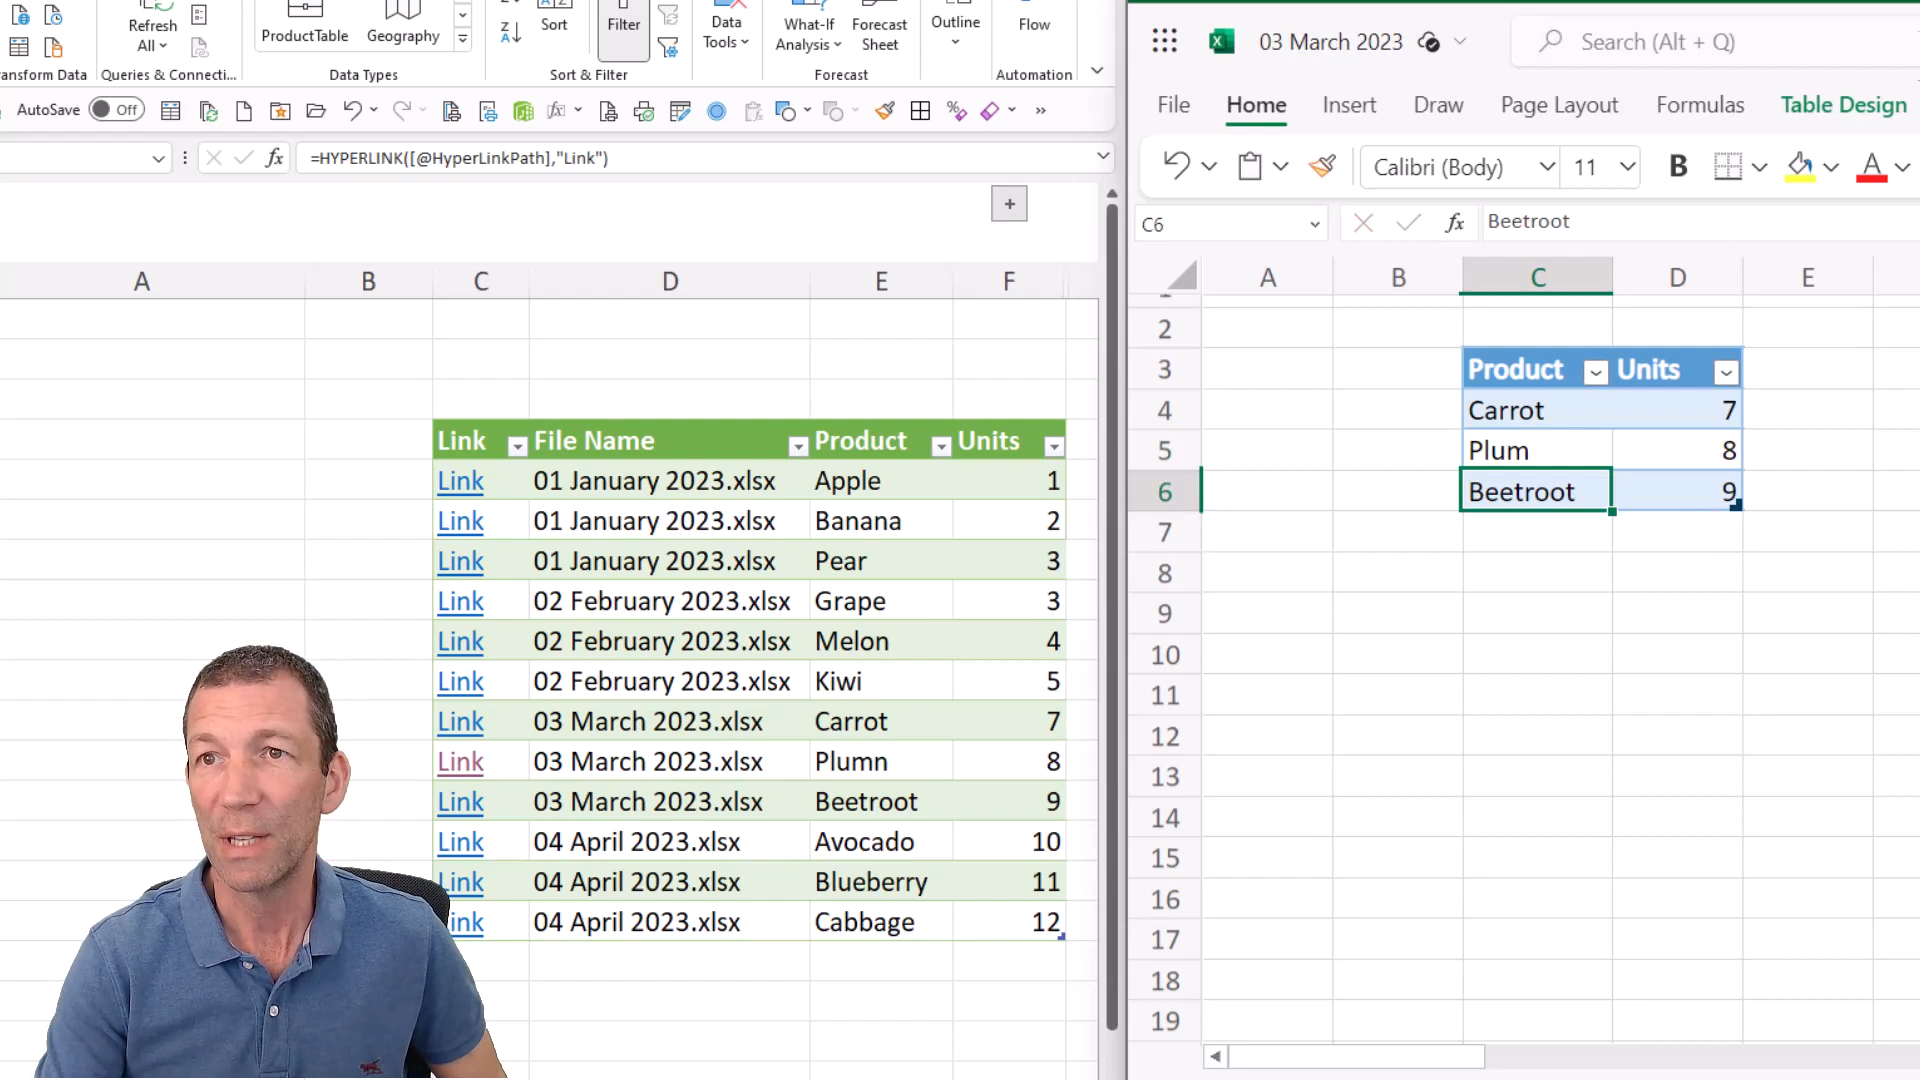 Refresh
All
ProductTable
Geography
Sort
Filter
Data
Tools
What-If
Analysis
Forecast
Sheet
Outline
Flow
ansform Data
Queries & Connecti...
Data Types
Sort & Filter
Forecast
Automation
AutoSave Off
fx =HYPERLINK([@HyperLinkPath],"Link")
+
A B C D E F
Link File Name Product Units
Link 01 January 2023.xlsx Apple 1
Link 01 January 2023.xlsx Banana 2
Link 01 January 2023.xlsx Pear 3
Link 02 February 2023.xlsx Grape 3
Link 02 February 2023.xlsx Melon 4
Link 02 February 2023.xlsx Kiwi 5
Link 03 March 2023.xlsx Carrot 7
Link 03 March 2023.xlsx Plumn 8
Link 03 March 2023.xlsx Beetroot 9
Link 04 April 2023.xlsx Avocado 10
Link 04 April 2023.xlsx Blueberry 11
ink 04 April 2023.xlsx Cabbage 12
03 March 2023
Search (Alt + Q)
File Home Insert Draw Page Layout Formulas Table Design
Calibri (Body) 11 B A
C6 fx Beetroot
A B C D E
2
3 Product Units
4 Carrot 7
5 Plum 8
6 Beetroot 9
7
8
9
10
11
12
13
14
15
16
17
18
19